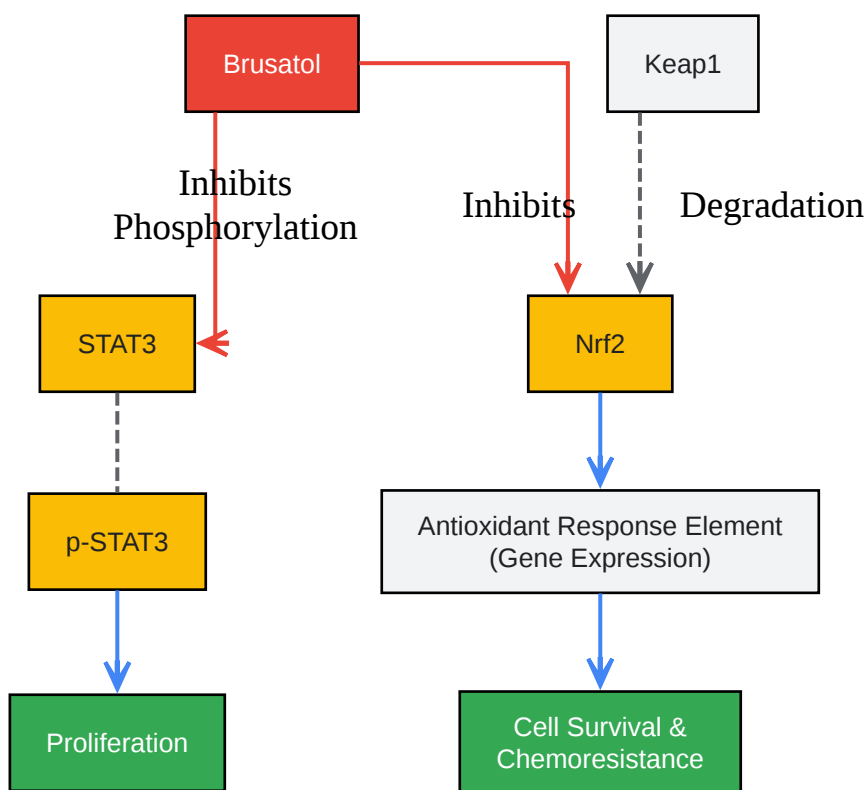 Brusatol
Keap1
Inhibits
Phosphorylation
Inhibits
Degradation
STAT3
Nrf2
p-STAT3
Antioxidant Response Element
(Gene Expression)
Proliferation
Cell Survival &
Chemoresistance